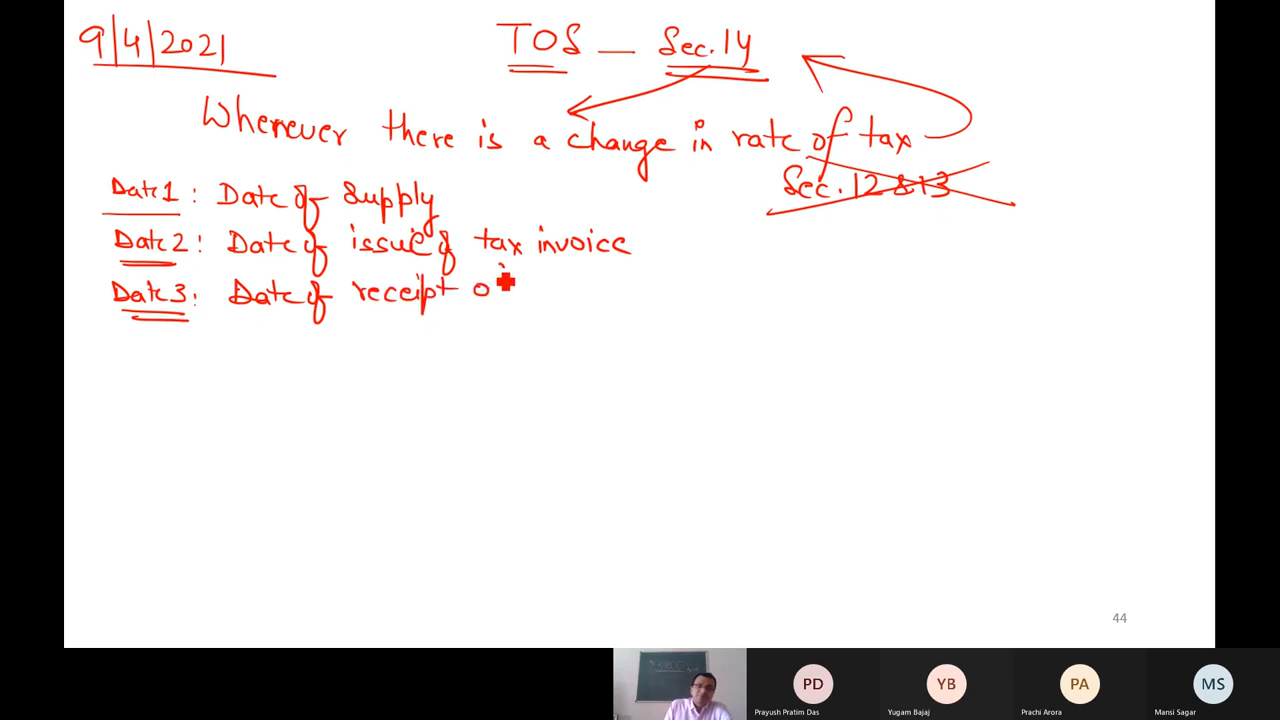 9/4/2021
TOS — Sec. 14
Whenever there is a change in rate of tax
Sec. 12 & 13
Date 1 : Date of Supply
Date 2 : Date of issue of tax invoice
Date 3 : Date of receipt o
44
PD
YB
PA
MS
Prayush Pratim Das
Yugam Bajaj
Prachi Arora
Mansi Sagar